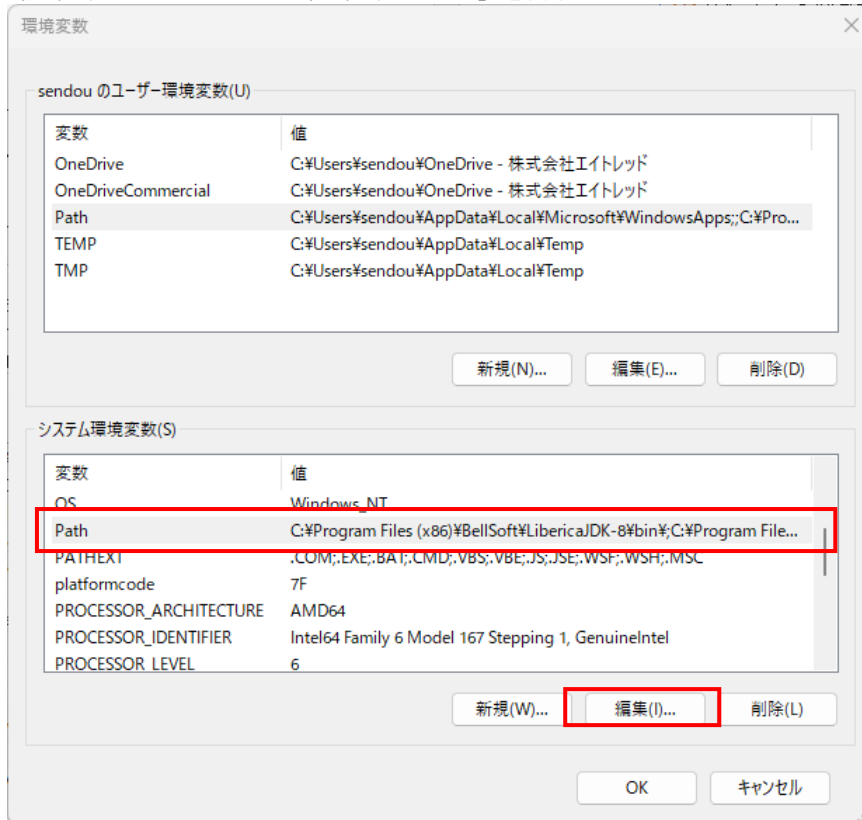 環境変数
sendou のユーザー環境変数(U)
変数 値
OneDrive C:¥Users¥sendou¥OneDrive - 株式会社エイトレッド
OneDriveCommercial C:¥Users¥sendou¥OneDrive - 株式会社エイトレッド
Path C:¥Users¥sendou¥AppData¥Local¥Microsoft¥WindowsApps;;C:¥Pro...
TEMP C:¥Users¥sendou¥AppData¥Local¥Temp
TMP C:¥Users¥sendou¥AppData¥Local¥Temp
新規(N)... 編集(E)... 削除(D)
システム環境変数(S)
変数 値
OS Windows_NT
Path C:¥Program Files (x86)¥BellSoft¥LibericaJDK-8¥bin¥;C:¥Program File...
PATHEXT .COM;.EXE;.BAT;.CMD;.VBS;.VBE;.JS;.JSE;.WSF;.WSH;.MSC
platformcode 7F
PROCESSOR_ARCHITECTURE AMD64
PROCESSOR_IDENTIFIER Intel64 Family 6 Model 167 Stepping 1, GenuineIntel
PROCESSOR_LEVEL 6
新規(W)... 編集(I)... 削除(L)
OK キャンセル